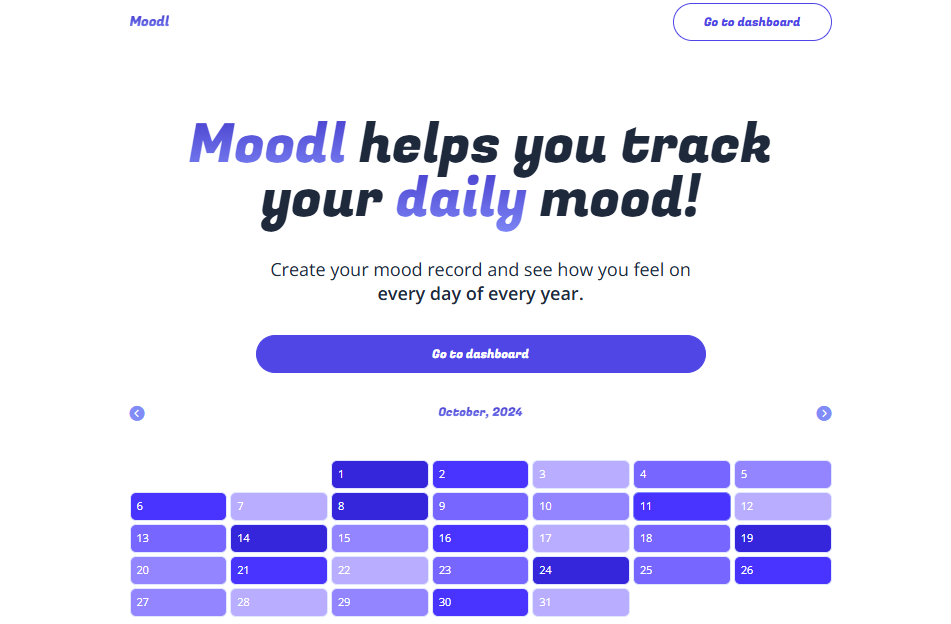 Moodl
Go to dashboard
Moodl helps you track
your daily mood!
Create your mood record and see how you feel on
every day of every year.
Go to dashboard
October, 2024
1 2 3 4 5
6 7 8 9 10 11 12
13 14 15 16 17 18 19
20 21 22 23 24 25 26
27 28 29 30 31